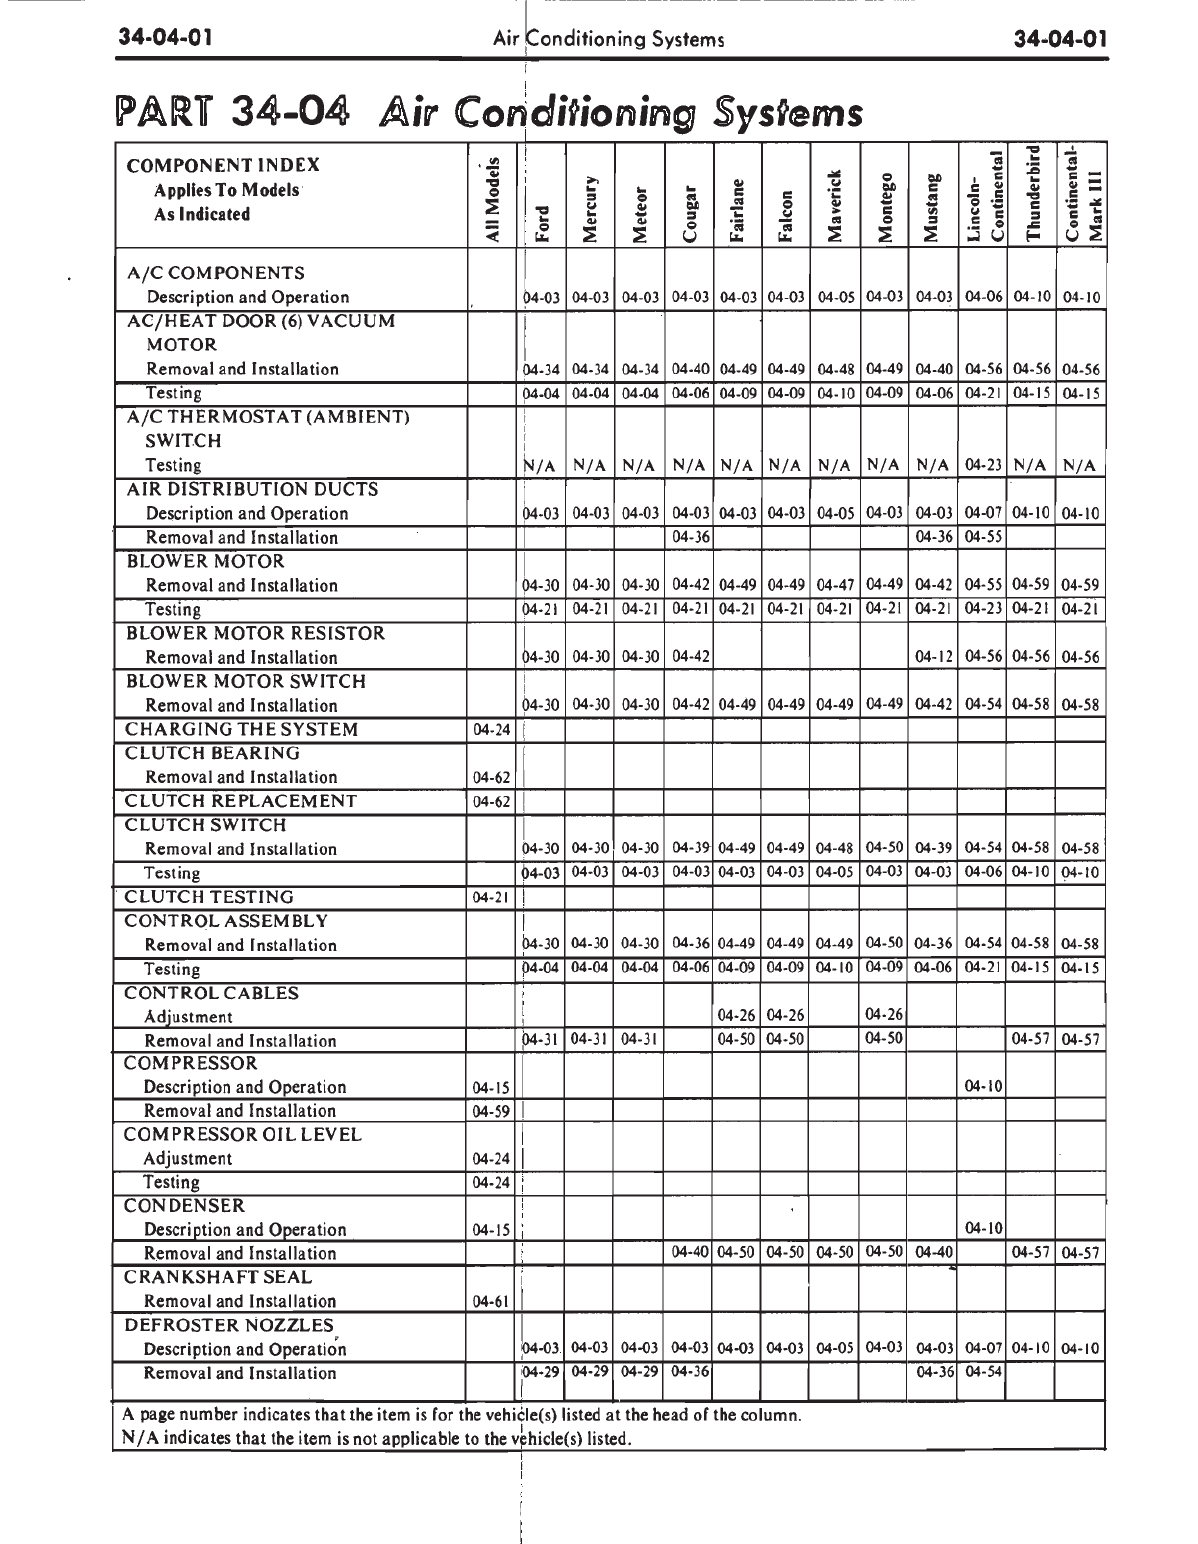 34-04-01 Air Conditioning Systems 34-04-01
PART 34-04 Air Conditioning Systems
COMPONENT INDEX
Applies To Models
As Indicated
All Models
Ford
Mercury
Meteor
Cougar
Fairlane
Falcon
Maverick
Montego
Mustang
Lincoln-
Continental
Thunderbird
Continental-
Mark III
A/C COMPONENTS
Description and Operation 04-03 04-03 04-03 04-03 04-03 04-03 04-05 04-03 04-03 04-06 04-10 04-10
AC/HEAT DOOR (6) VACUUM
MOTOR
Removal and Installation 04-34 04-34 04-34 04-40 04-49 04-49 04-48 04-49 04-40 04-56 04-56 04-56
Testing 04-04 04-04 04-04 04-06 04-09 04-09 04-10 04-09 04-06 04-21 04-15 04-15
A/C THERMOSTAT (AMBIENT)
SWITCH
Testing N/A N/A N/A N/A N/A N/A N/A N/A N/A 04-23 N/A N/A
AIR DISTRIBUTION DUCTS
Description and Operation 04-03 04-03 04-03 04-03 04-03 04-03 04-05 04-03 04-03 04-07 04-10 04-10
Removal and Installation 04-36 04-36 04-55
BLOWER MOTOR
Removal and Installation 04-30 04-30 04-30 04-42 04-49 04-49 04-47 04-49 04-42 04-55 04-59 04-59
Testing 04-21 04-21 04-21 04-21 04-21 04-21 04-21 04-21 04-21 04-23 04-21 04-21
BLOWER MOTOR RESISTOR
Removal and Installation 04-30 04-30 04-30 04-42 04-12 04-56 04-56 04-56
BLOWER MOTOR SWITCH
Removal and Installation 04-30 04-30 04-30 04-42 04-49 04-49 04-49 04-49 04-42 04-54 04-58 04-58
CHARGING THE SYSTEM 04-24
CLUTCH BEARING
Removal and Installation 04-62
CLUTCH REPLACEMENT 04-62
CLUTCH SWITCH
Removal and Installation 04-30 04-30 04-30 04-39 04-49 04-49 04-48 04-50 04-39 04-54 04-58 04-58
Testing 04-03 04-03 04-03 04-03 04-03 04-03 04-05 04-03 04-03 04-06 04-10 04-10
CLUTCH TESTING 04-21
CONTROL ASSEMBLY
Removal and Installation 04-30 04-30 04-30 04-36 04-49 04-49 04-49 04-50 04-36 04-54 04-58 04-58
Testing 04-04 04-04 04-04 04-06 04-09 04-09 04-10 04-09 04-06 04-21 04-15 04-15
CONTROL CABLES
Adjustment 04-26 04-26 04-26
Removal and Installation 04-31 04-31 04-31 04-50 04-50 04-50 04-57 04-57
COMPRESSOR
Description and Operation 04-15 04-10
Removal and Installation 04-59
COMPRESSOR OIL LEVEL
Adjustment 04-24
Testing 04-24
CONDENSER
Description and Operation 04-15 04-10
Removal and Installation 04-40 04-50 04-50 04-50 04-50 04-40 04-57 04-57
CRANKSHAFT SEAL
Removal and Installation 04-61
DEFROSTER NOZZLES
Description and Operation 04-03 04-03 04-03 04-03 04-03 04-03 04-05 04-03 04-03 04-07 04-10 04-10
Removal and Installation 04-29 04-29 04-29 04-36 04-36 04-54
A page number indicates that the item is for the vehicle(s) listed at the head of the column.
N/A indicates that the item is not applicable to the vehicle(s) listed.